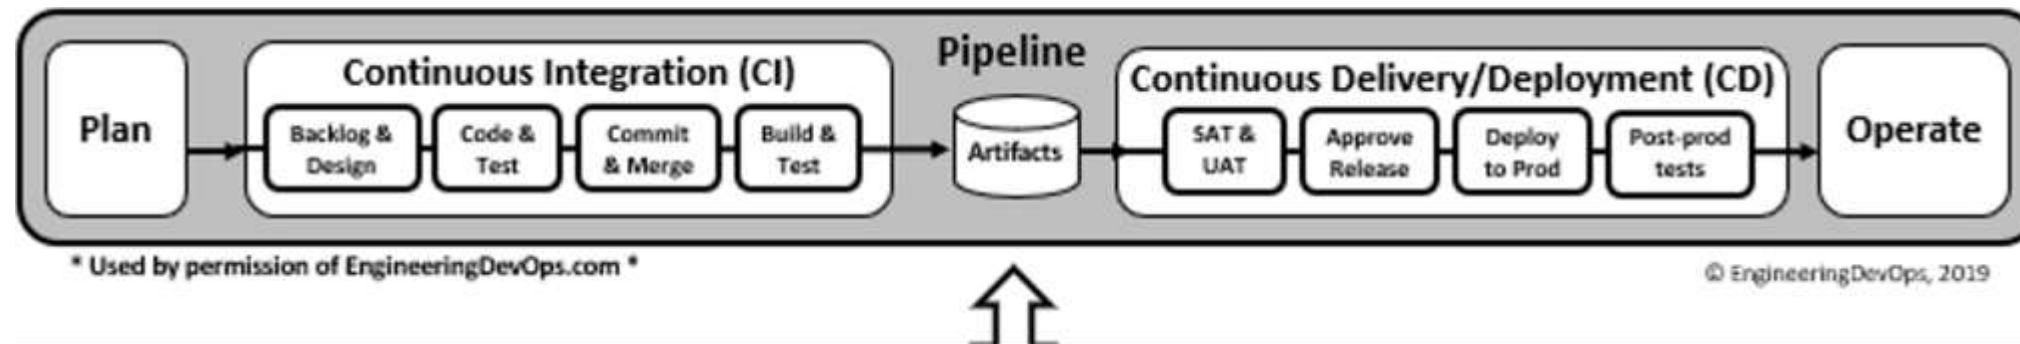 Pipeline
Plan
Continuous Integration (CI)
Backlog &
Design
Code &
Test
Commit
& Merge
Build &
Test
Artifacts
Continuous Delivery/Deployment (CD)
SAT &
UAT
Approve
Release
Deploy
to Prod
Post-prod
tests
Operate
* Used by permission of EngineeringDevOps.com *
© EngineeringDevOps, 2019